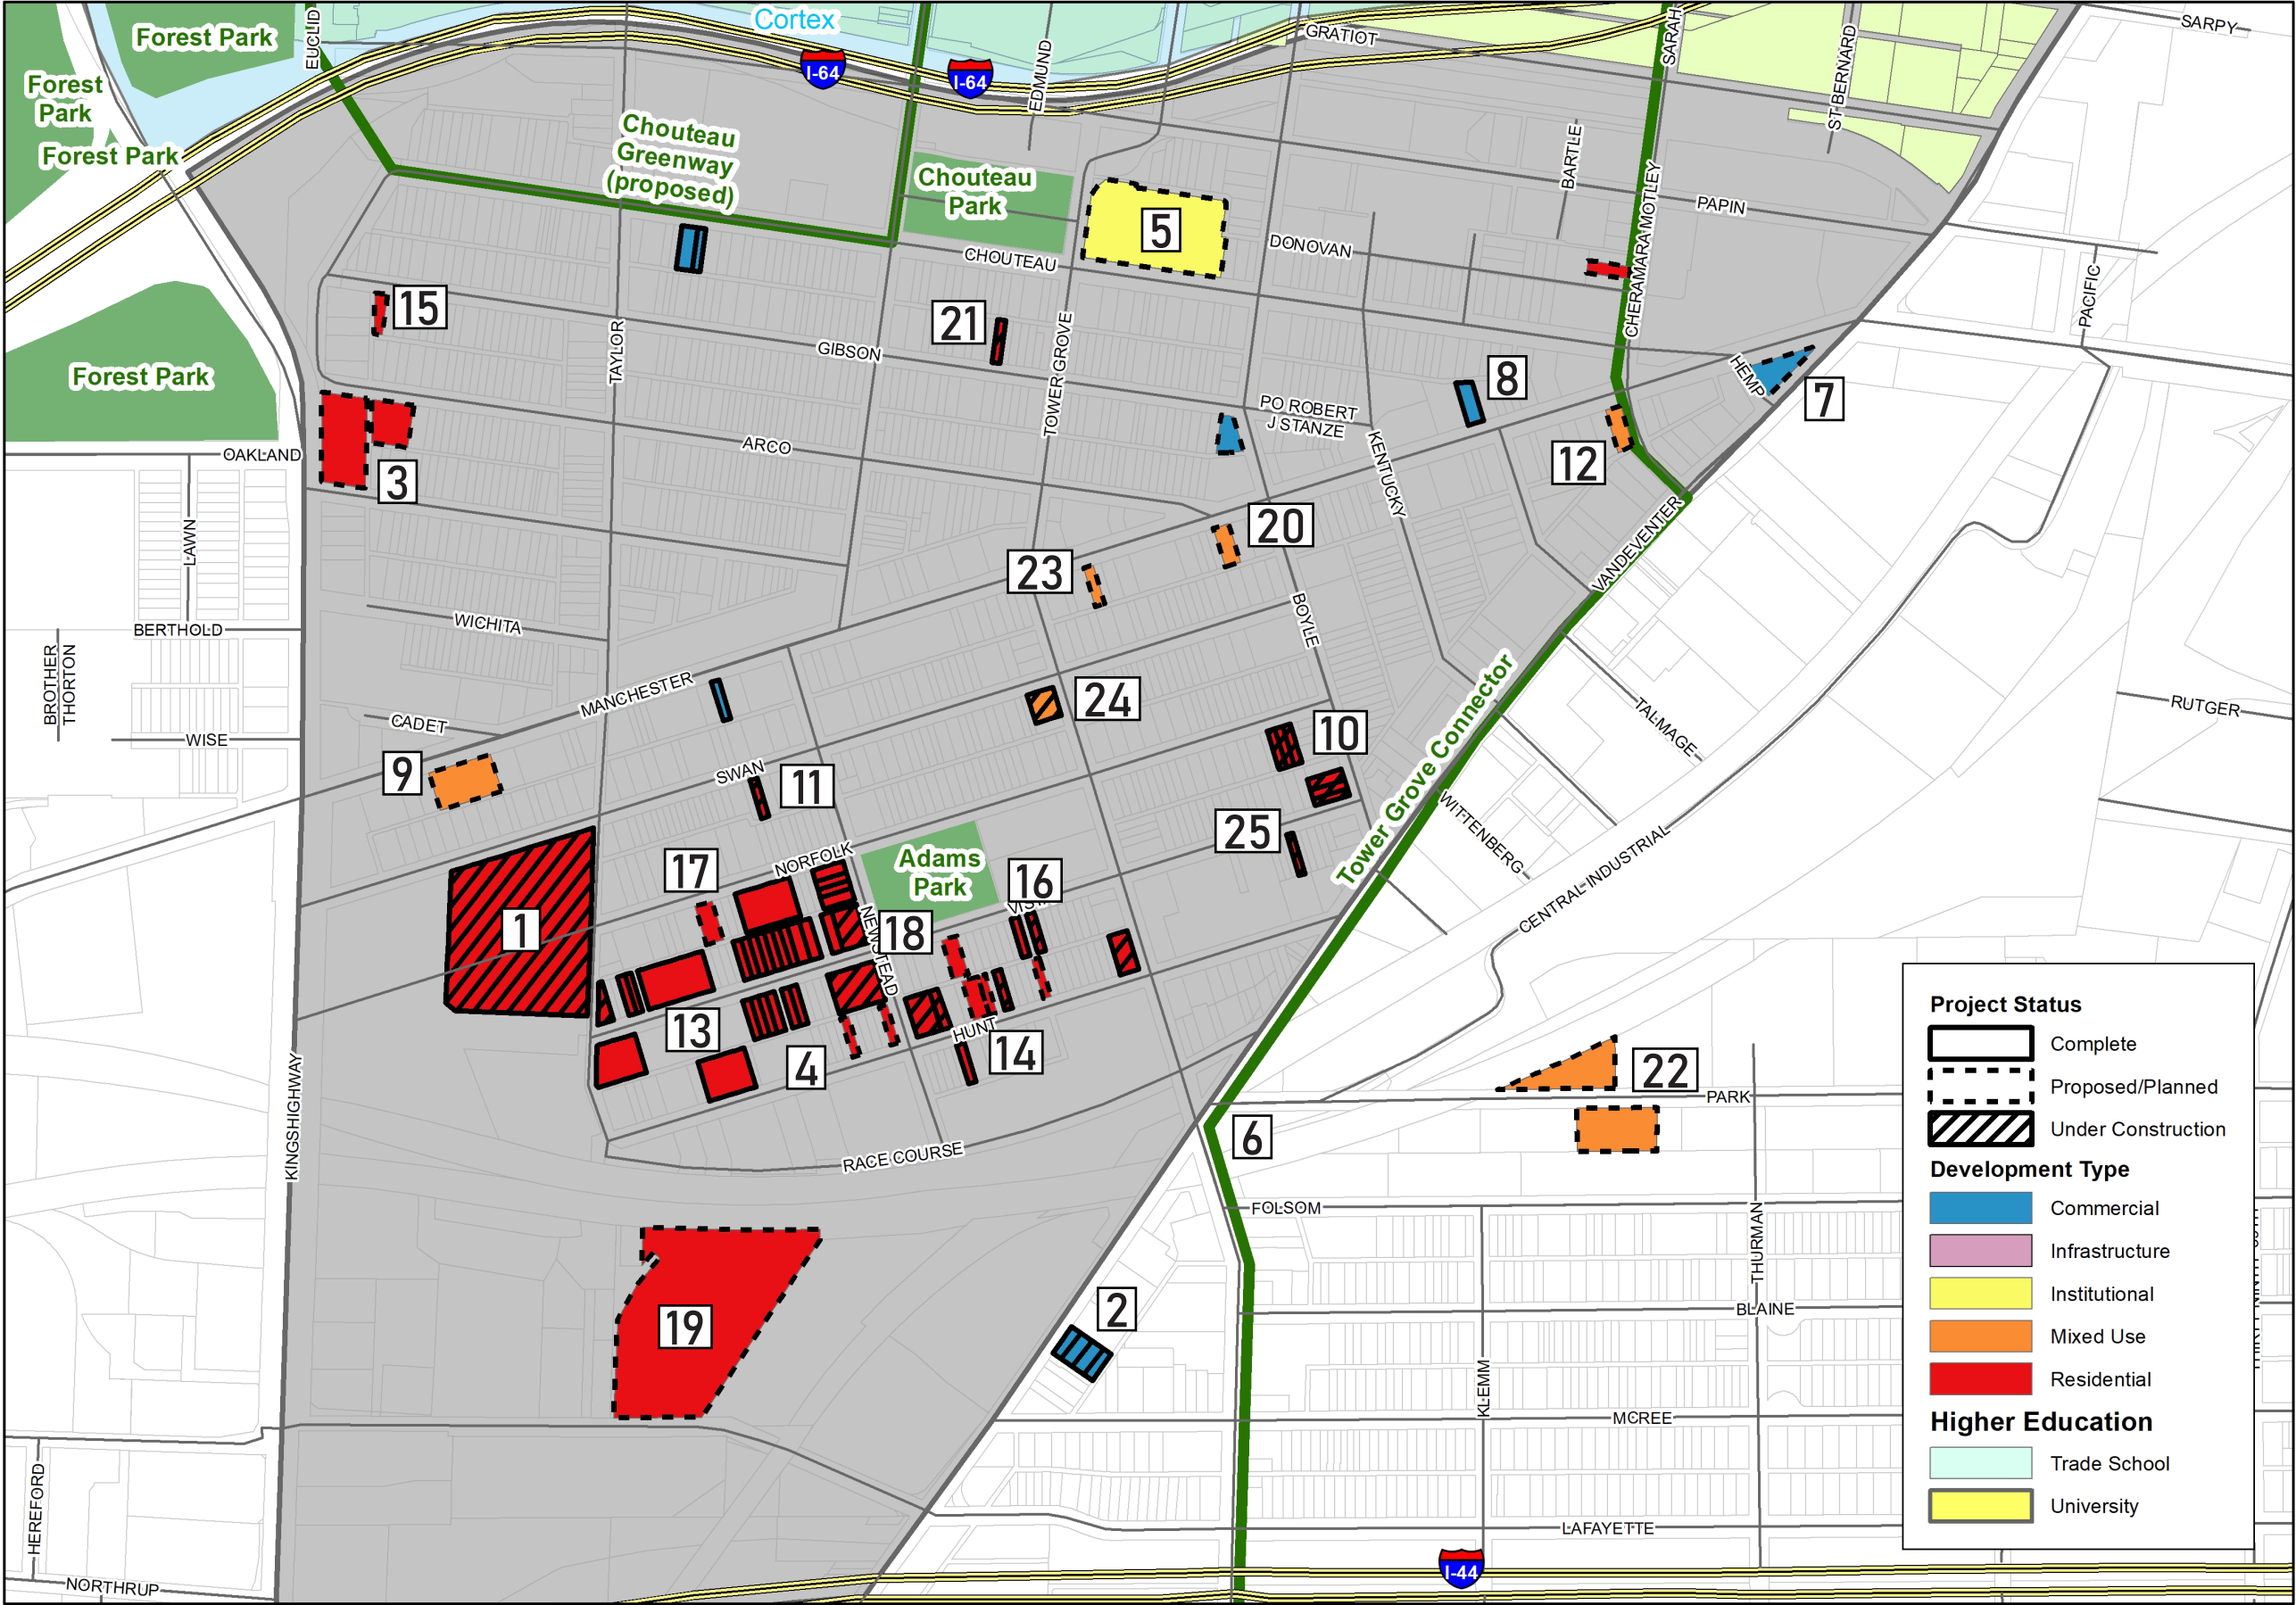 Cortex
SARPY
EUCLID
Forest Park
GRATIOT
SARAH
ST BERNARD
I-64
I-64
EDMUND
Forest
Park
Forest Park
Chouteau
Greenway
(proposed)
Chouteau
Park
BARTLE
CHERAMARA MOTLEY
PAPIN
5
DONOVAN
CHOUTEAU
PACIFIC
15
21
TAYLOR
GIBSON
TOWER GROVE
Forest Park
8
HEMP
7
PO ROBERT
J STANZE
ARCO
KENTUCKY
OAKLAND
3
12
20
LAWN
VANDEVENTER
23
BOYLE
WICHITA
BERTHOLD
BROTHER
THORTON
MANCHESTER
24
CADET
WISE
RUTGER
TALMAGE
Tower Grove Connector
10
9
SWAN
11
25
WITTENBERG
CENTRAL INDUSTRIAL
NORFOLK
Adams
Park
17
16
1
NEWSTEAD
18
13
HUNT
14
4
22
PARK
KINGSHIGHWAY
6
RACE COURSE
FOLSOM
THURMAN
2
BLAINE
19
KLEMM
MCREE
HEREFORD
LAFAYETTE
I-44
NORTHRUP
Project Status
Complete
Proposed/Planned
Under Construction
Development Type
Commercial
Infrastructure
Institutional
Mixed Use
Residential
Higher Education
Trade School
University